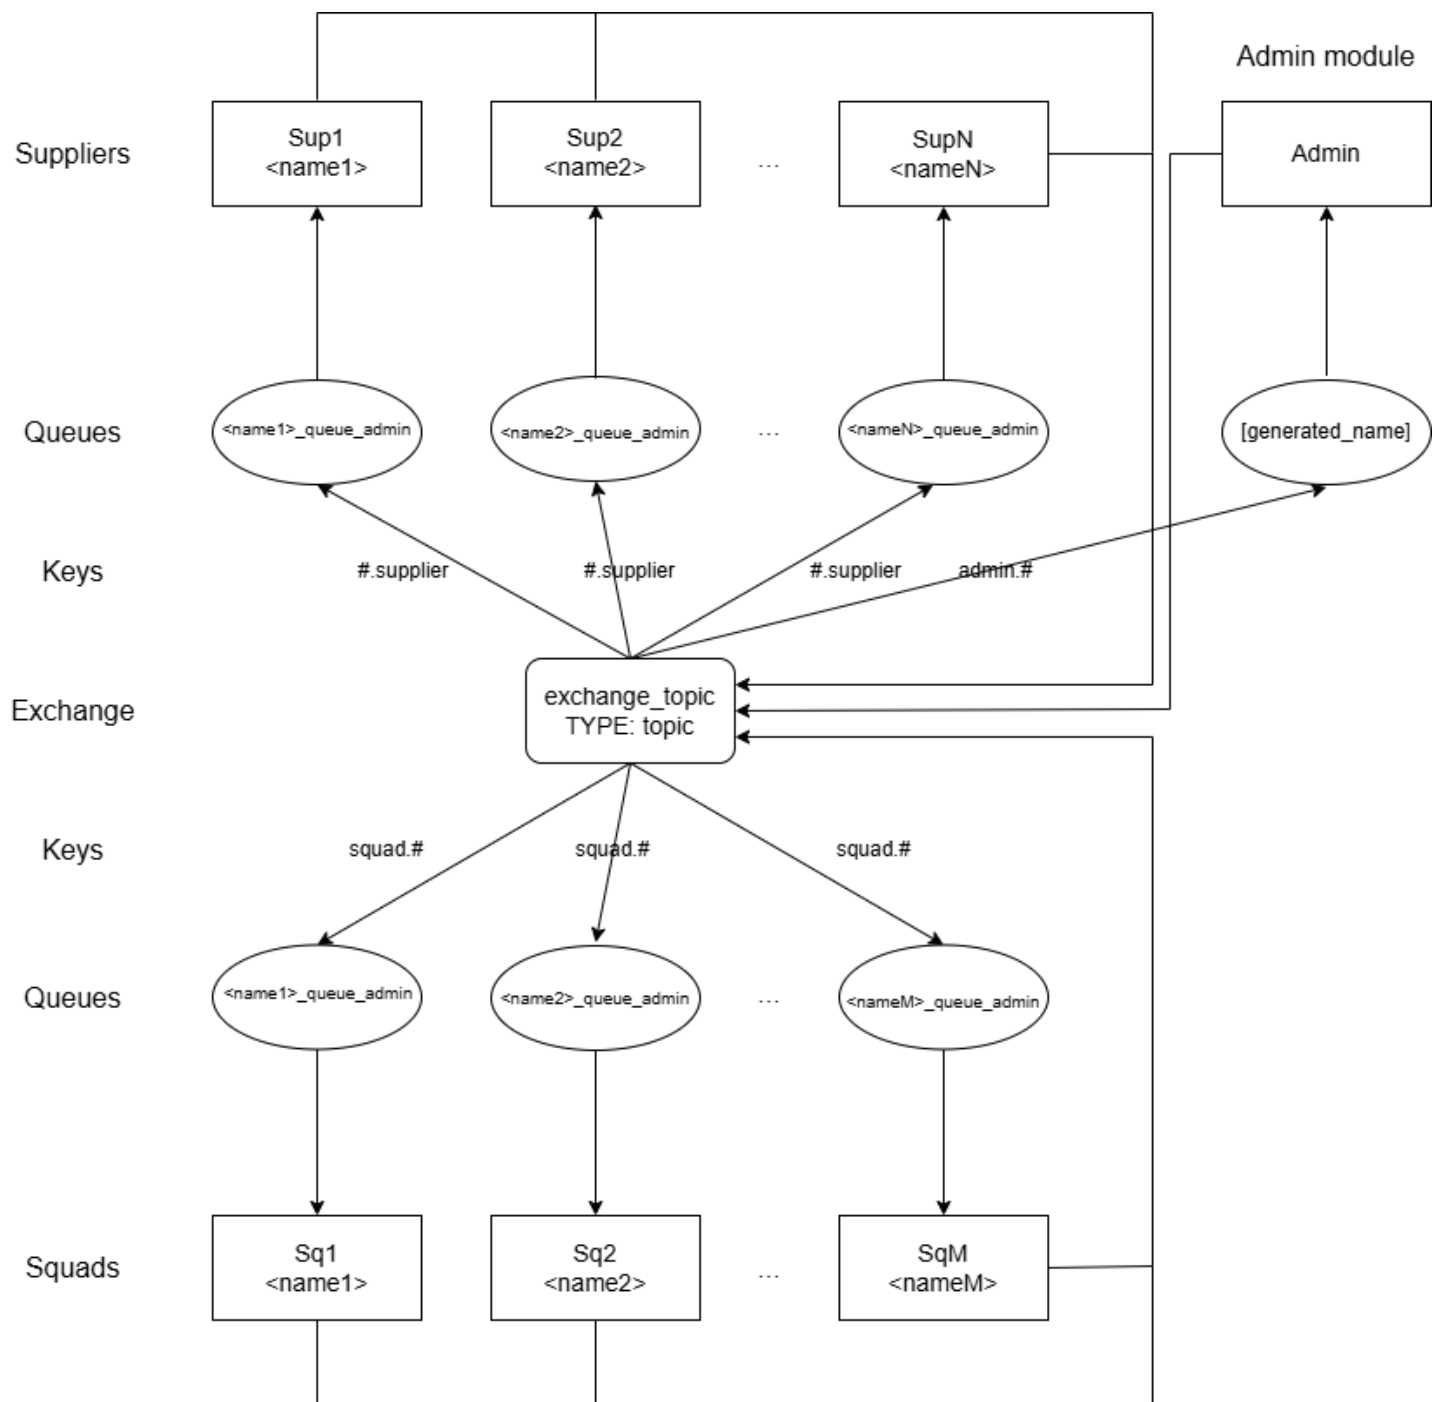 Admin module
Suppliers
Sup1
<name1>
Sup2
<name2>
...
SupN
<nameN>
Admin
Queues
<name1>_queue_admin
<name2>_queue_admin
...
<nameN>_queue_admin
[generated_name]
Keys
#.supplier
#.supplier
#.supplier
admin.#
Exchange
exchange_topic
TYPE: topic
Keys
squad.#
squad.#
squad.#
Queues
<name1>_queue_admin
<name2>_queue_admin
...
<nameM>_queue_admin
Squads
Sq1
<name1>
Sq2
<name2>
...
SqM
<nameM>